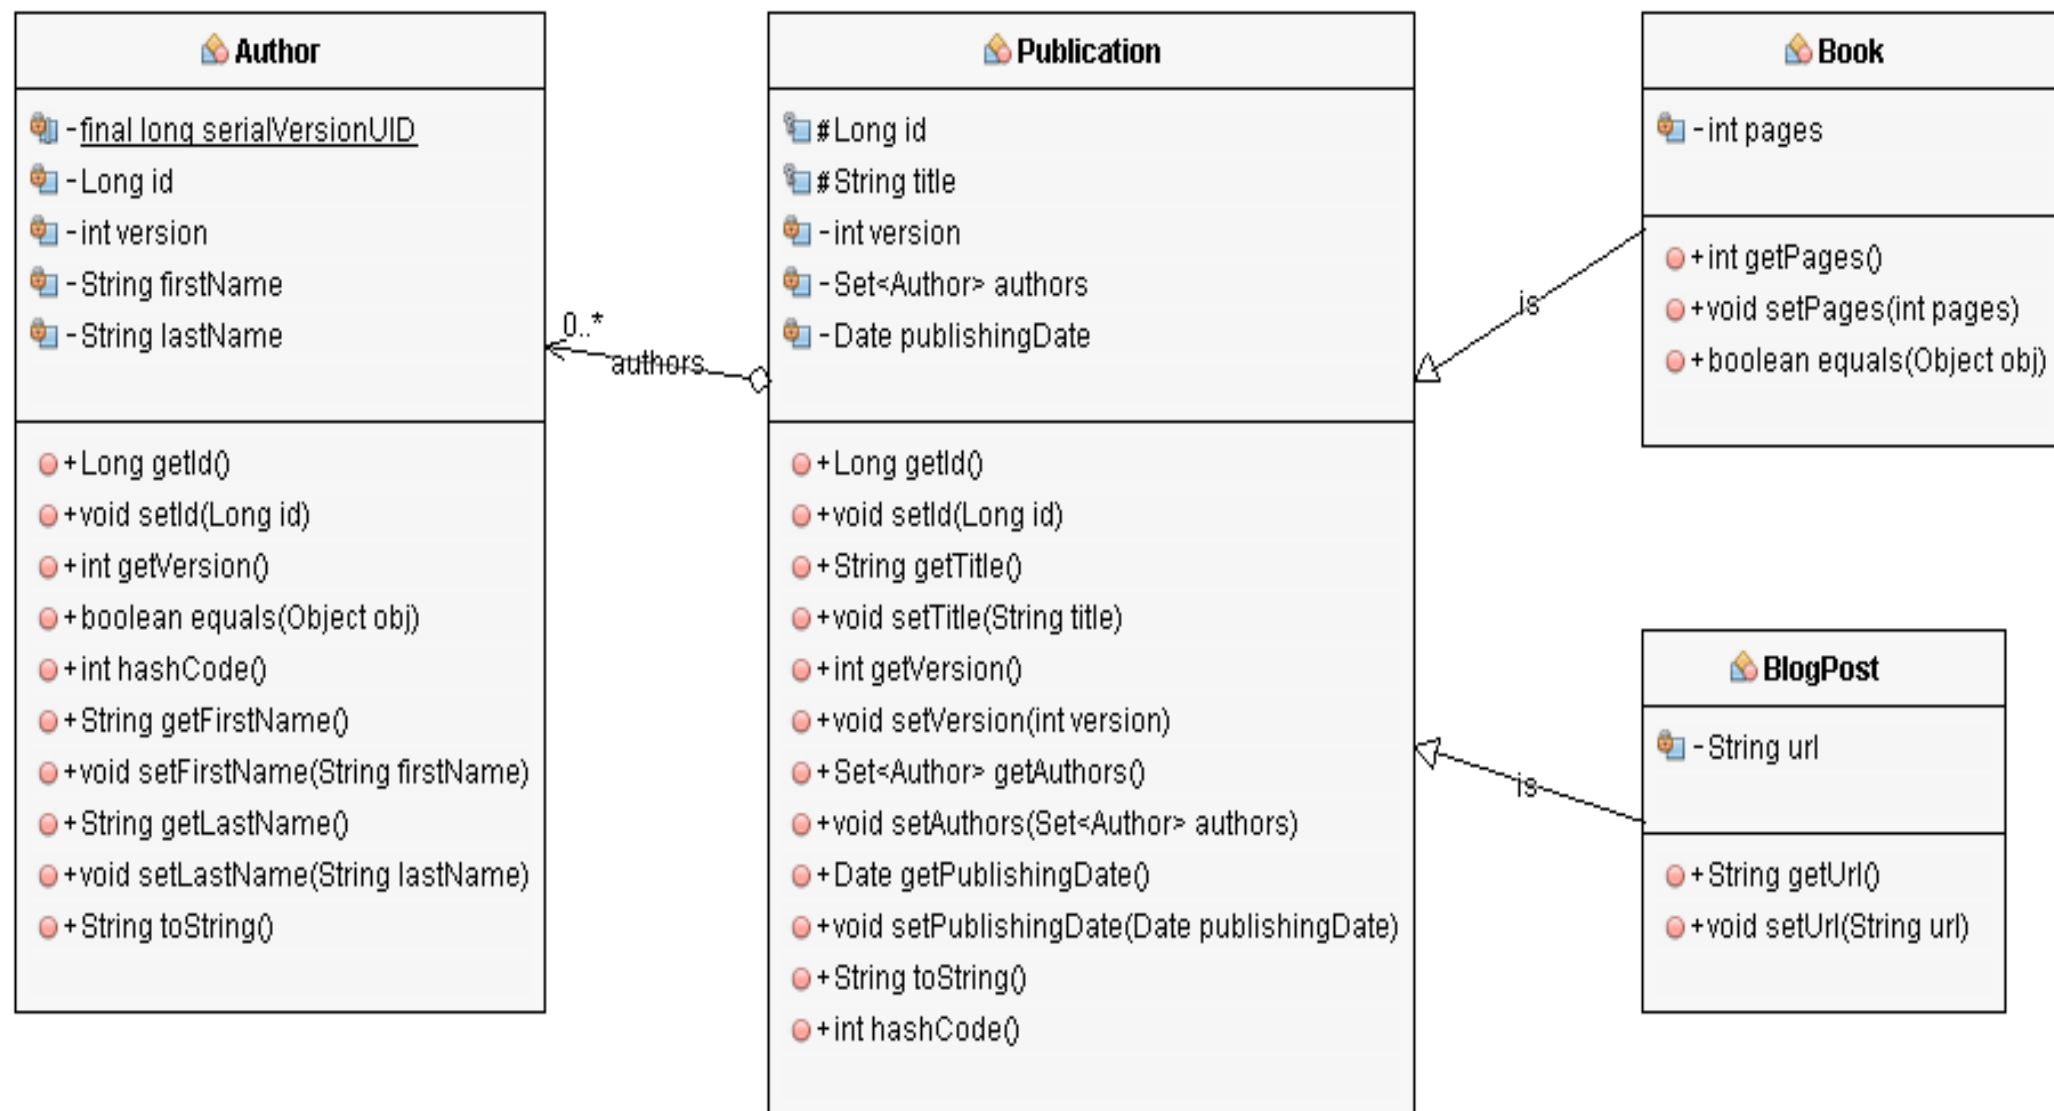 Author
-final long serialVersionUID
-Long id
-int version
-String firstName
-String lastName
+Long getId()
+void setId(Long id)
+int getVersion()
+boolean equals(Object obj)
+int hashCode()
+String getFirstName()
+void setFirstName(String firstName)
+String getLastName()
+void setLastName(String lastName)
+String toString()
0..*
authors
Publication
#Long id
#String title
-int version
-Set<Author> authors
-Date publishingDate
+Long getId()
+void setId(Long id)
+String getTitle()
+void setTitle(String title)
+int getVersion()
+void setVersion(int version)
+Set<Author> getAuthors()
+void setAuthors(Set<Author> authors)
+Date getPublishingDate()
+void setPublishingDate(Date publishingDate)
+String toString()
+int hashCode()
is
is
Book
-int pages
+int getPages()
+void setPages(int pages)
+boolean equals(Object obj)
BlogPost
-String url
+String getUrl()
+void setUrl(String url)